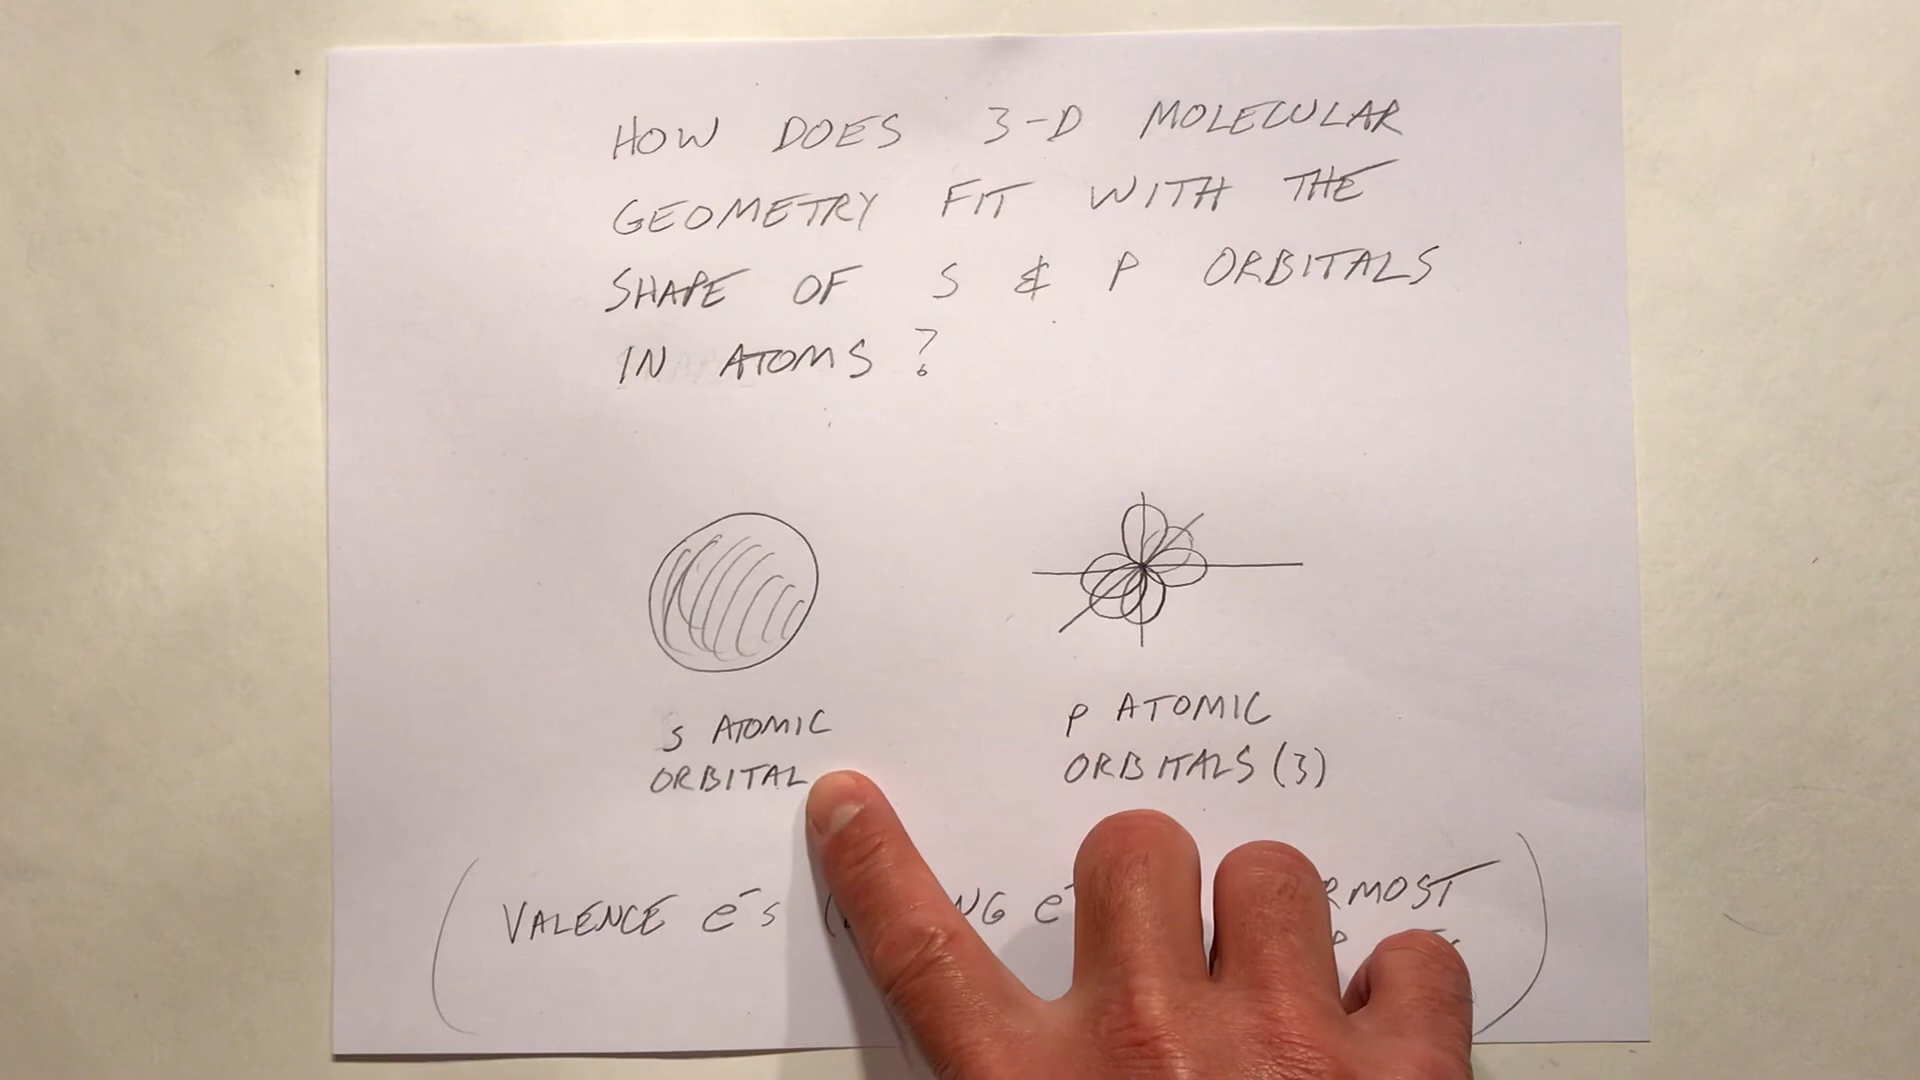 HOW DOES 3-D MOLECULAR
GEOMETRY FIT WITH THE
SHAPE OF S & P ORBITALS
IN ATOMS?
S ATOMIC
ORBITAL
P ATOMIC
ORBITALS (3)
(VALENCE e⁻s (